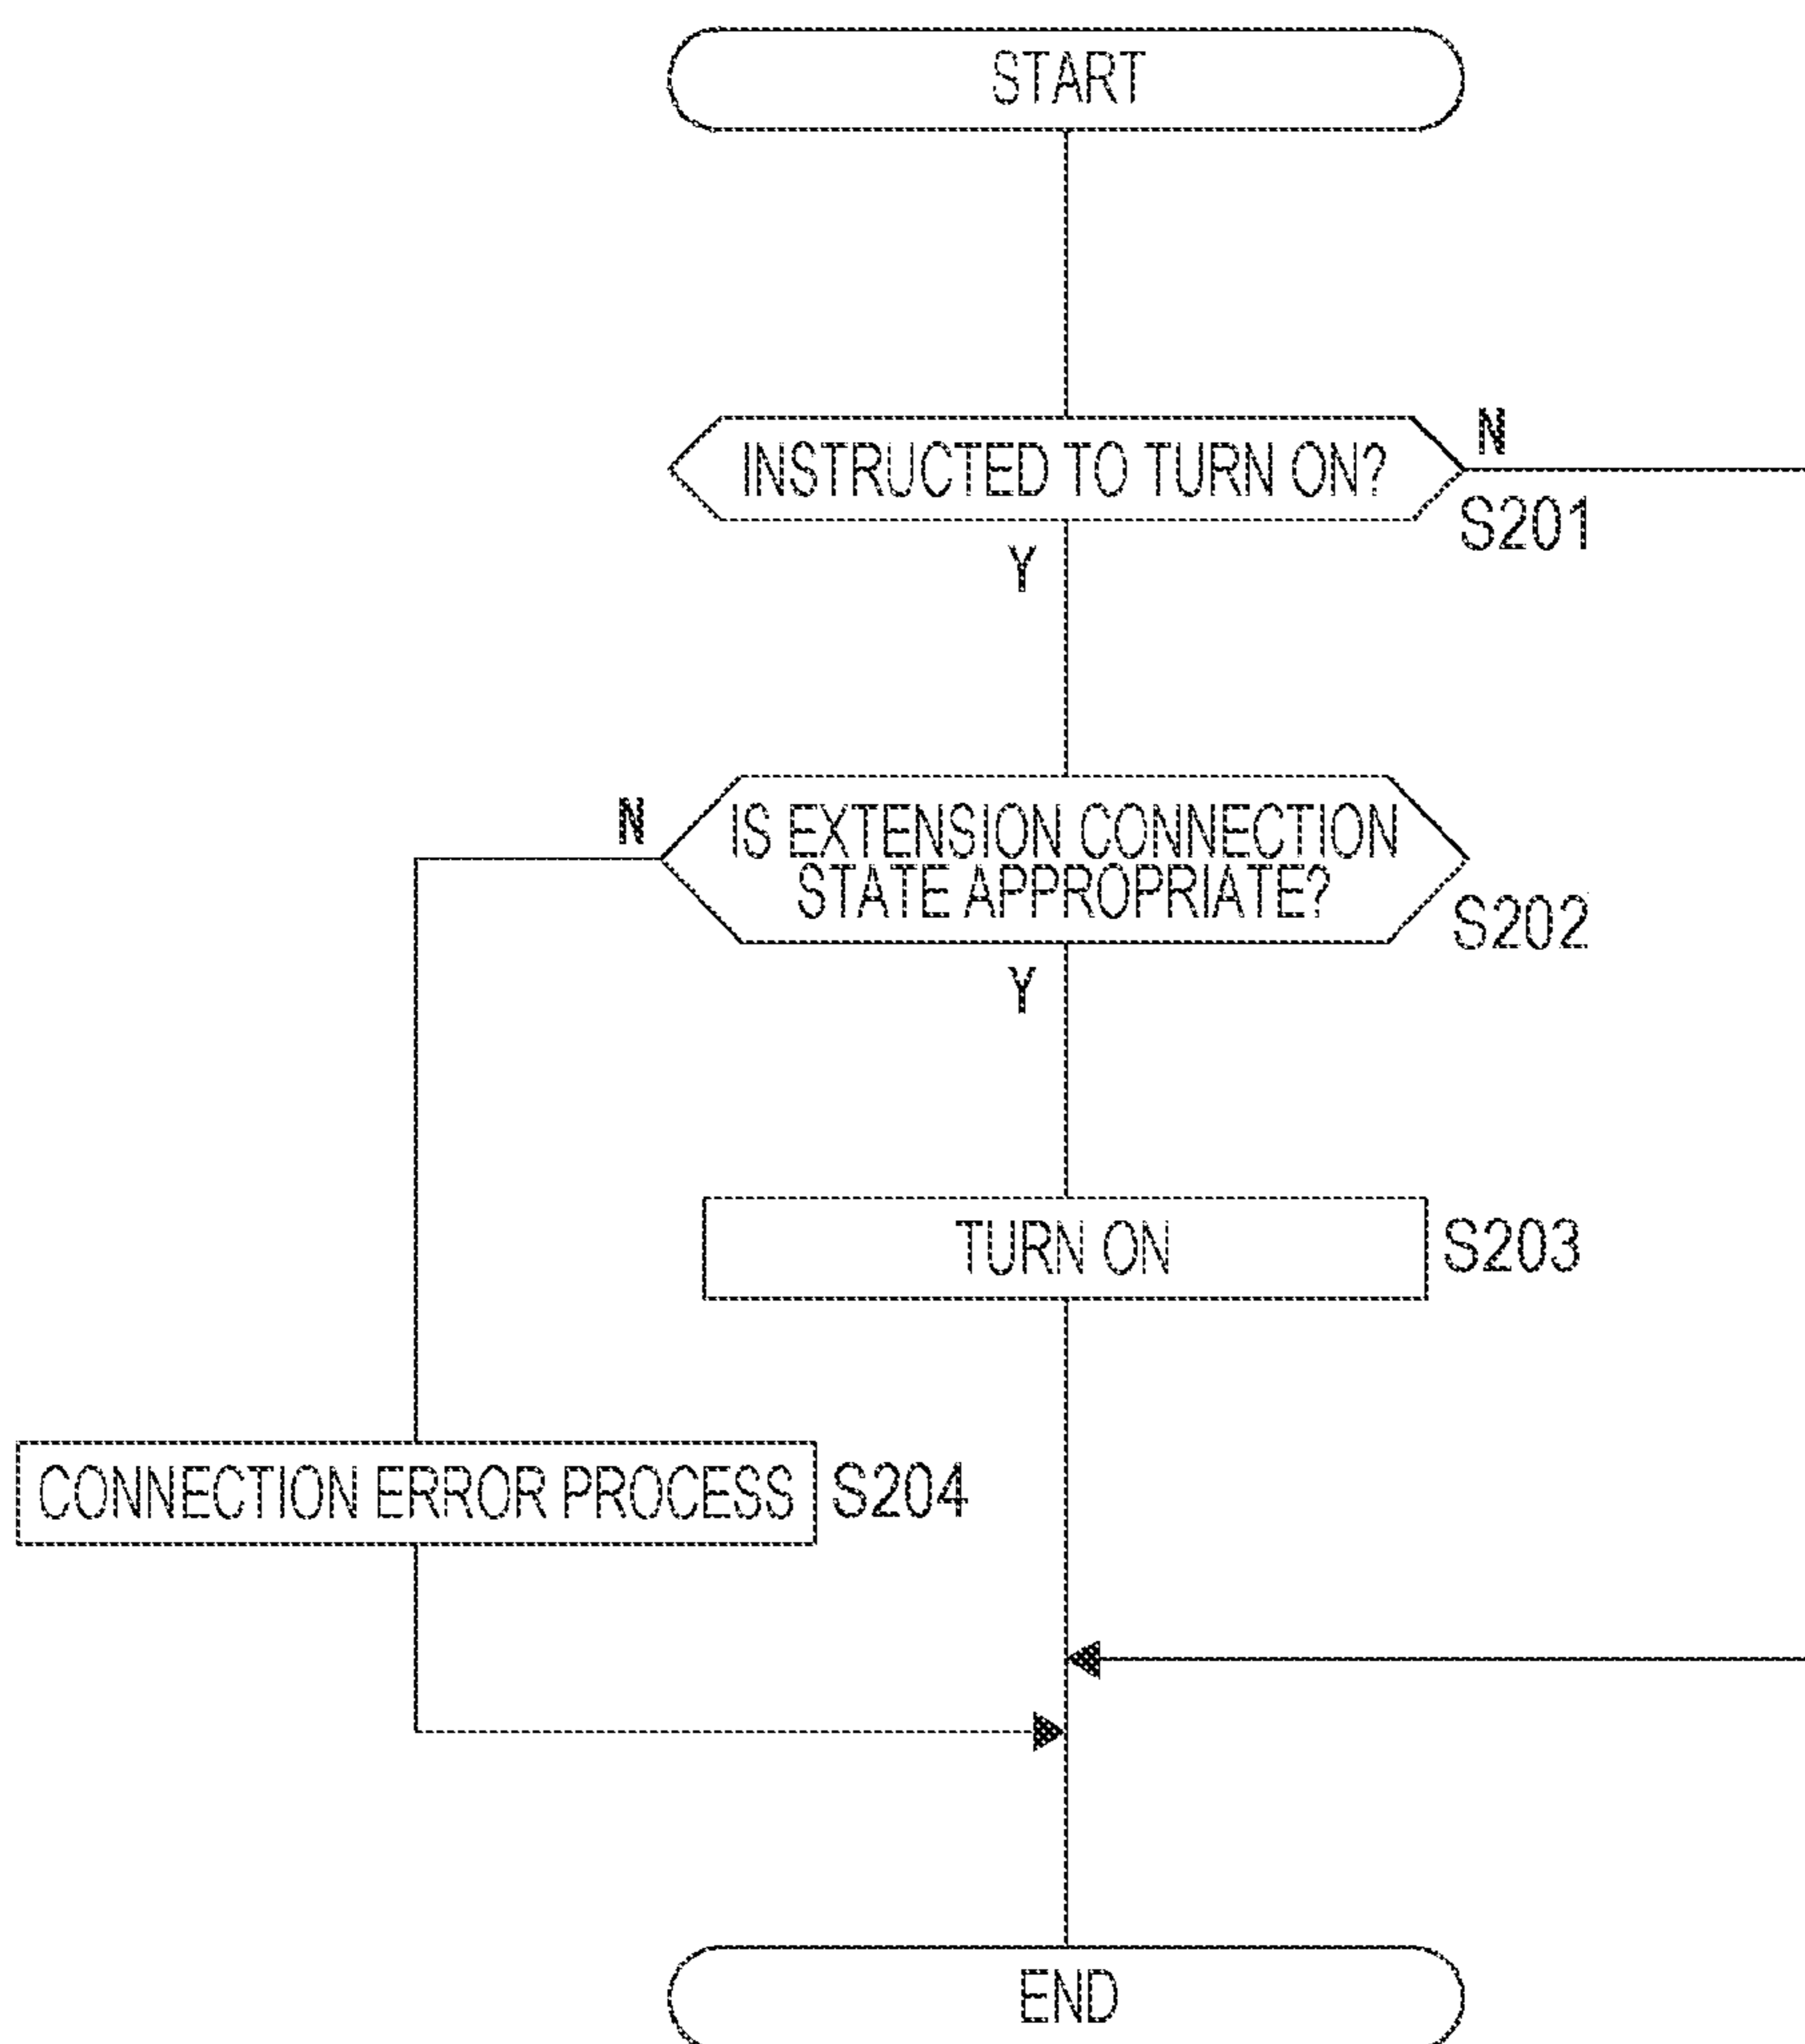 START
INSTRUCTED TO TURN ON?
N
S201
Y
N
IS EXTENSION CONNECTION
STATE APPROPRIATE?
S202
Y
TURN ON
S203
CONNECTION ERROR PROCESS
S204
END